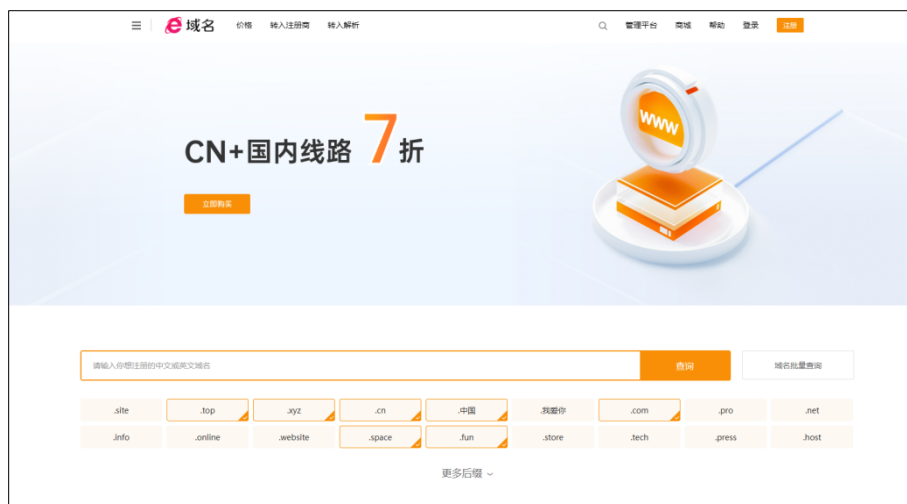 域名 价格 转入注册商 转入解析 管理平台 商城 帮助 登录 注册
CN+国内线路 7折
www
立即购买
请输入你想注册的中文或英文域名 查询 域名批量查询
.site .top .xyz .cn .中国 .我爱你 .com .pro .net
.info .online .website .space .fun .store .tech .press .host
更多后缀